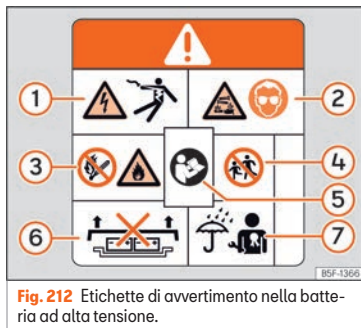 1
2
3
4
5
6
7
B5F-1366
Fig. 212 Etichette di avvertimento nella batte-
ria ad alta tensione.